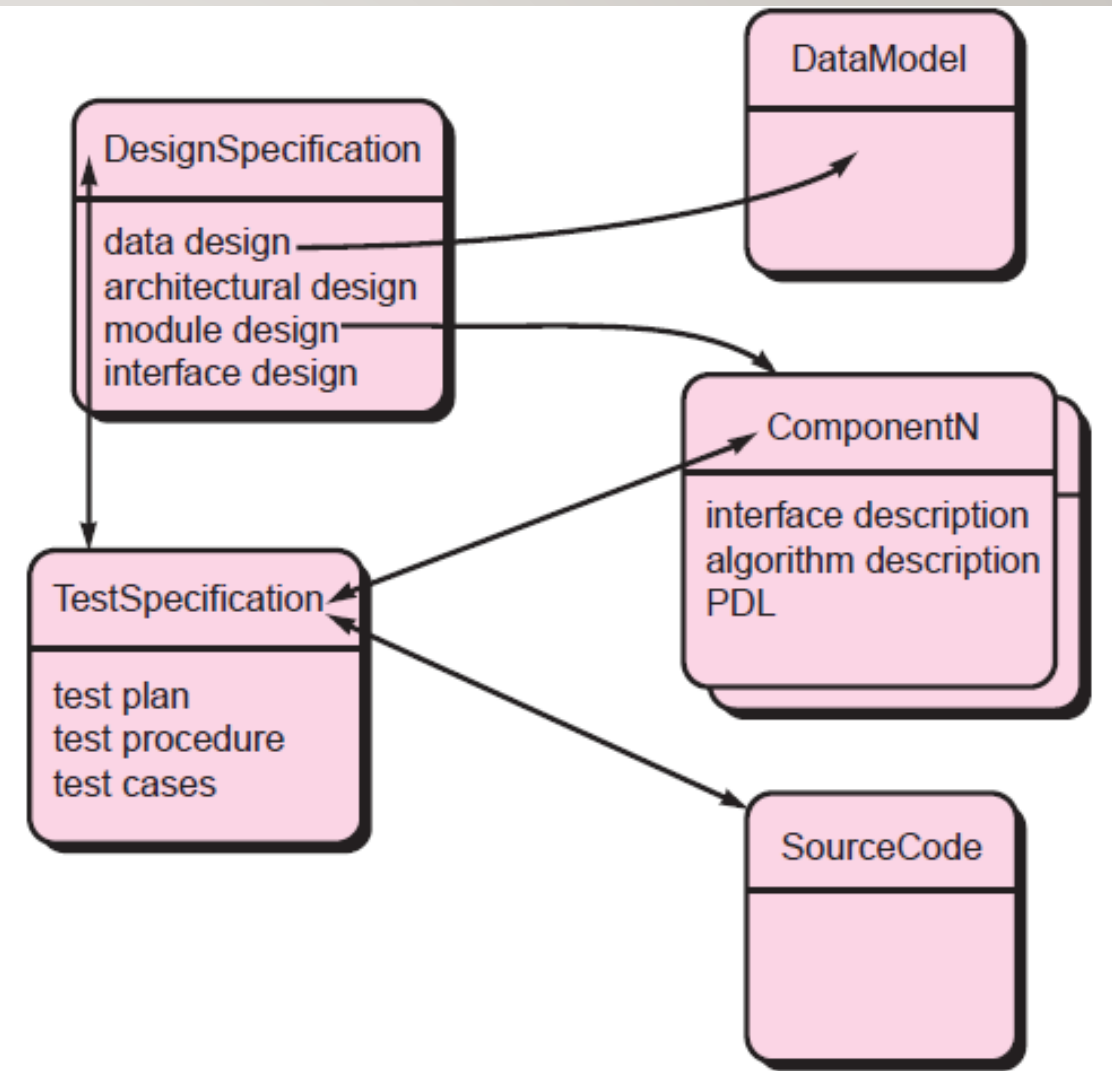 DataModel
DesignSpecification
data design
architectural design
module design
interface design
ComponentN
interface description
algorithm description
PDL
TestSpecification
test plan
test procedure
test cases
SourceCode